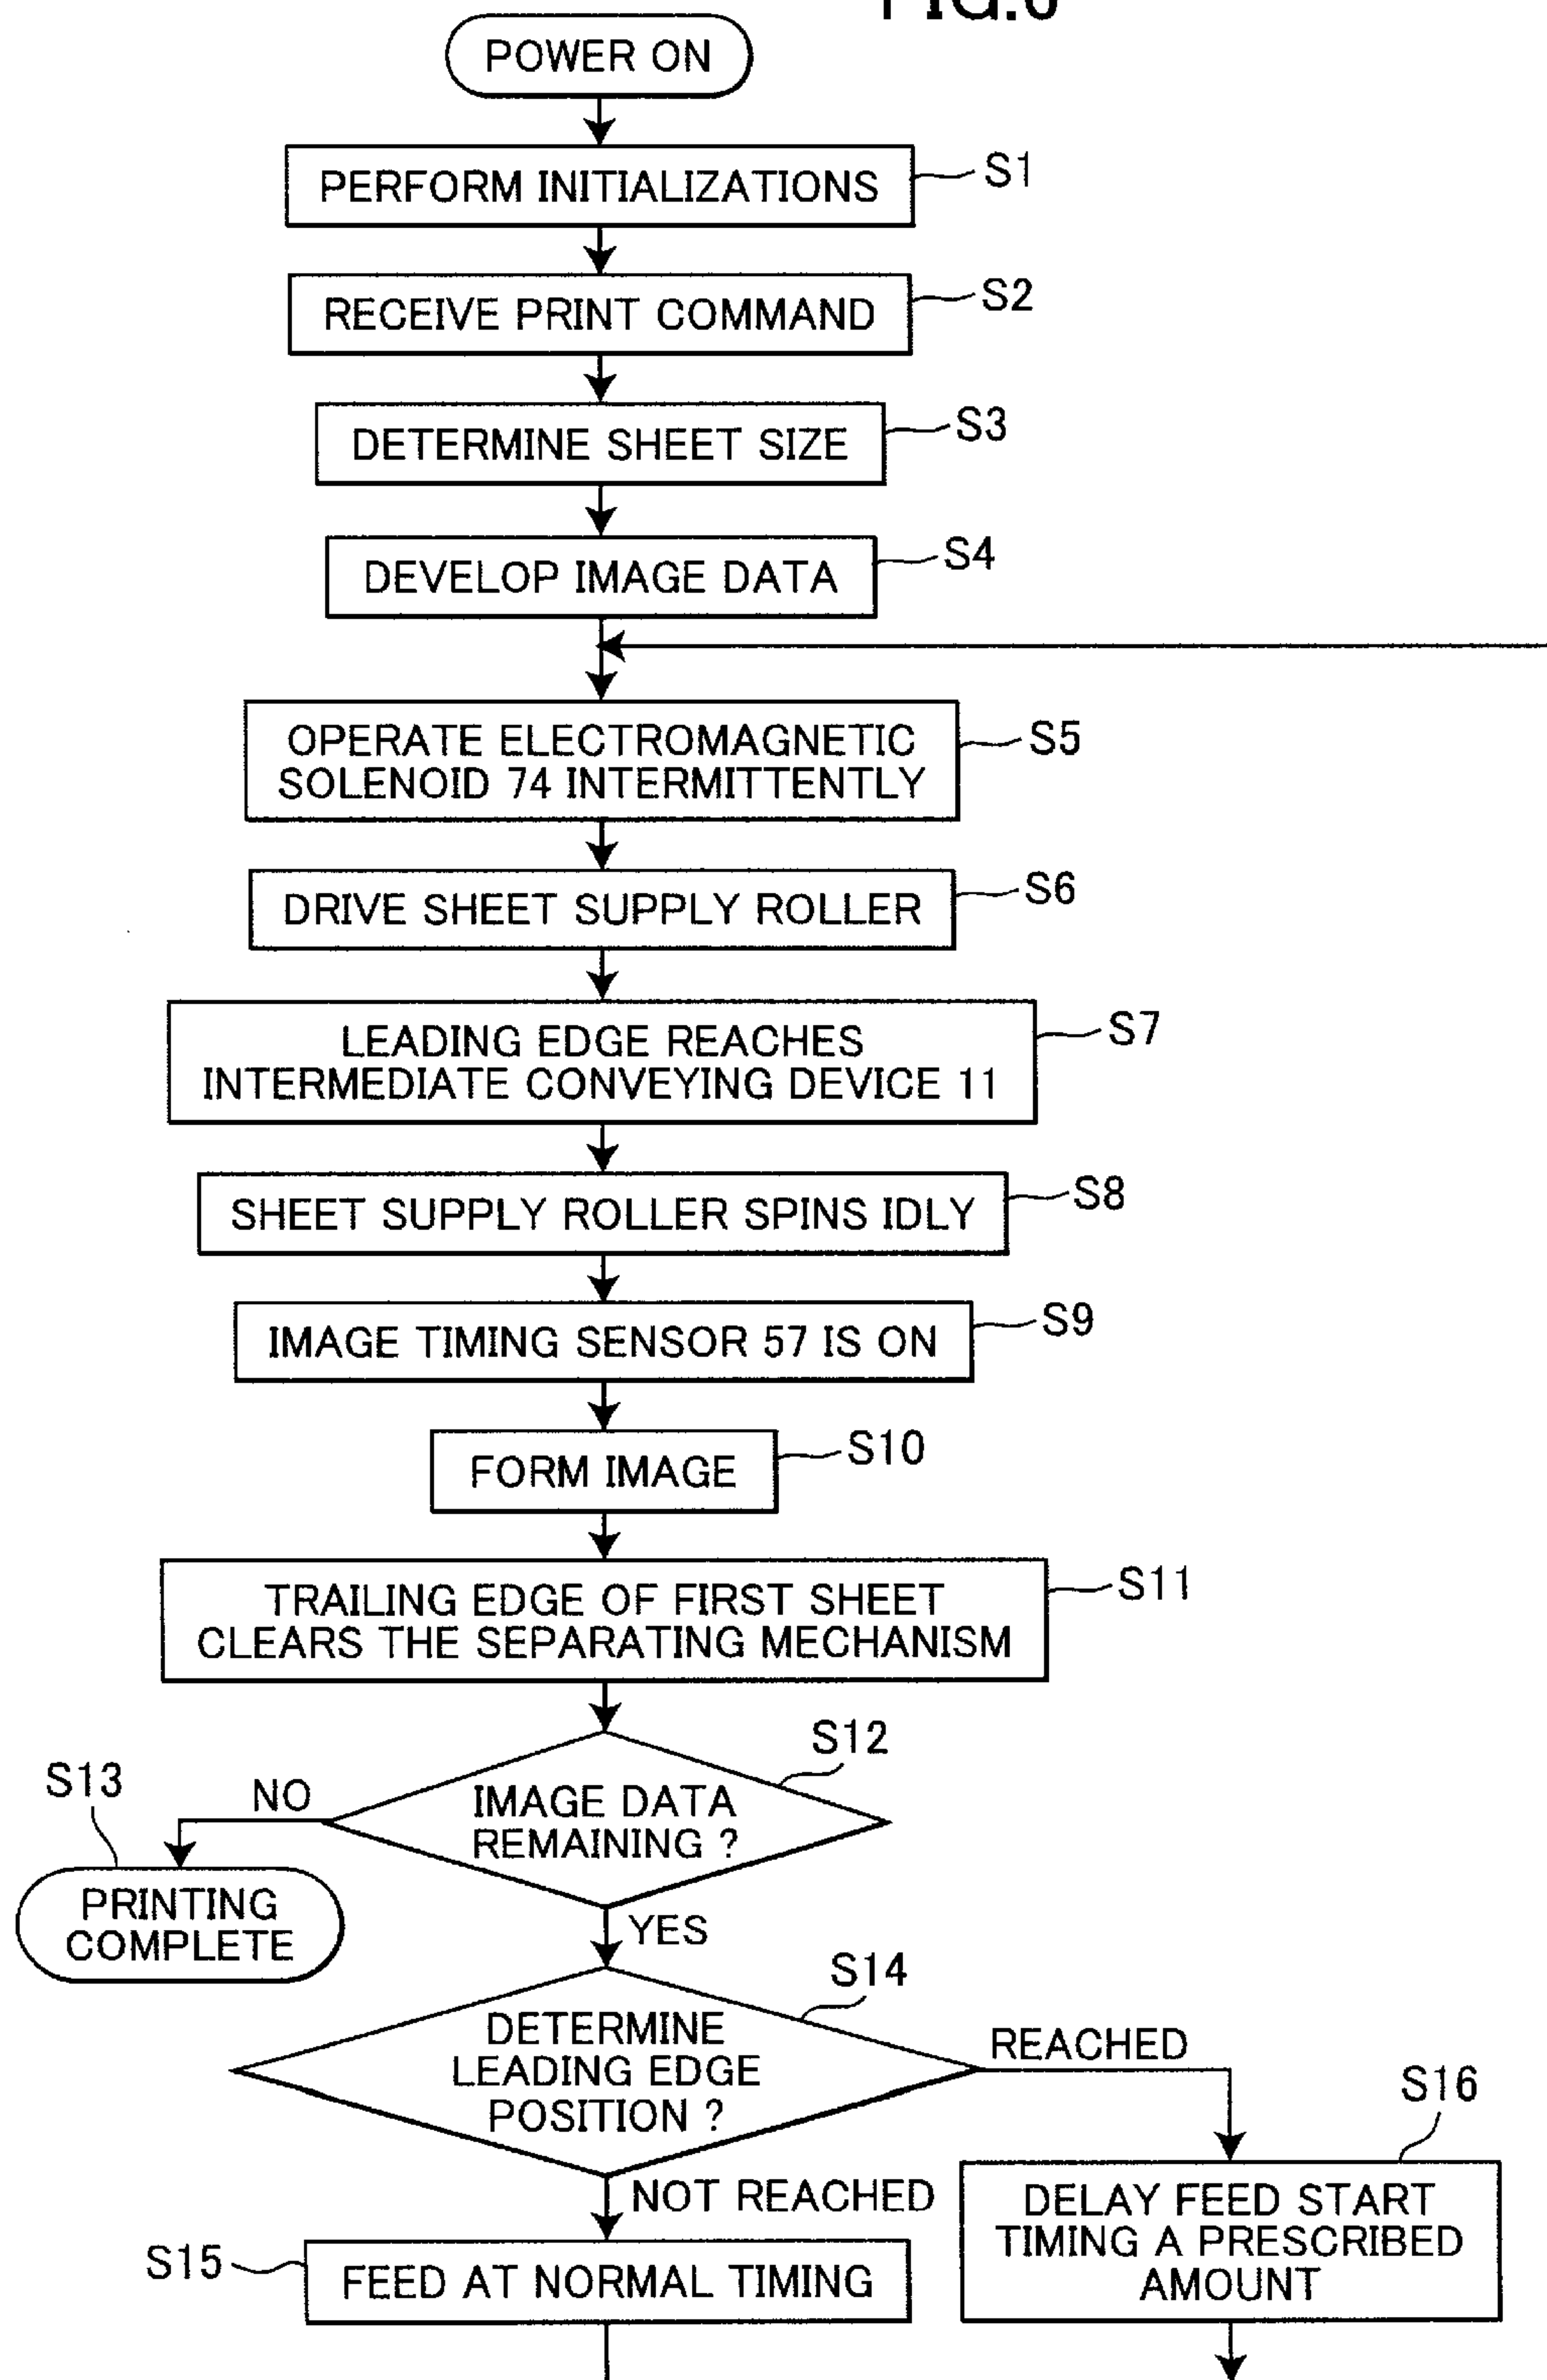 POWER ON
PERFORM INITIALIZATIONS
S1
RECEIVE PRINT COMMAND
S2
DETERMINE SHEET SIZE
S3
DEVELOP IMAGE DATA
S4
OPERATE ELECTROMAGNETIC
SOLENOID 74 INTERMITTENTLY
S5
DRIVE SHEET SUPPLY ROLLER
S6
LEADING EDGE REACHES
INTERMEDIATE CONVEYING DEVICE 11
S7
SHEET SUPPLY ROLLER SPINS IDLY
S8
IMAGE TIMING SENSOR 57 IS ON
S9
FORM IMAGE
S10
TRAILING EDGE OF FIRST SHEET
CLEARS THE SEPARATING MECHANISM
S11
S12
IMAGE DATA
REMAINING ?
NO
S13
PRINTING
COMPLETE
YES
S14
DETERMINE
LEADING EDGE
POSITION ?
REACHED
S16
DELAY FEED START
TIMING A PRESCRIBED
AMOUNT
NOT REACHED
S15
FEED AT NORMAL TIMING